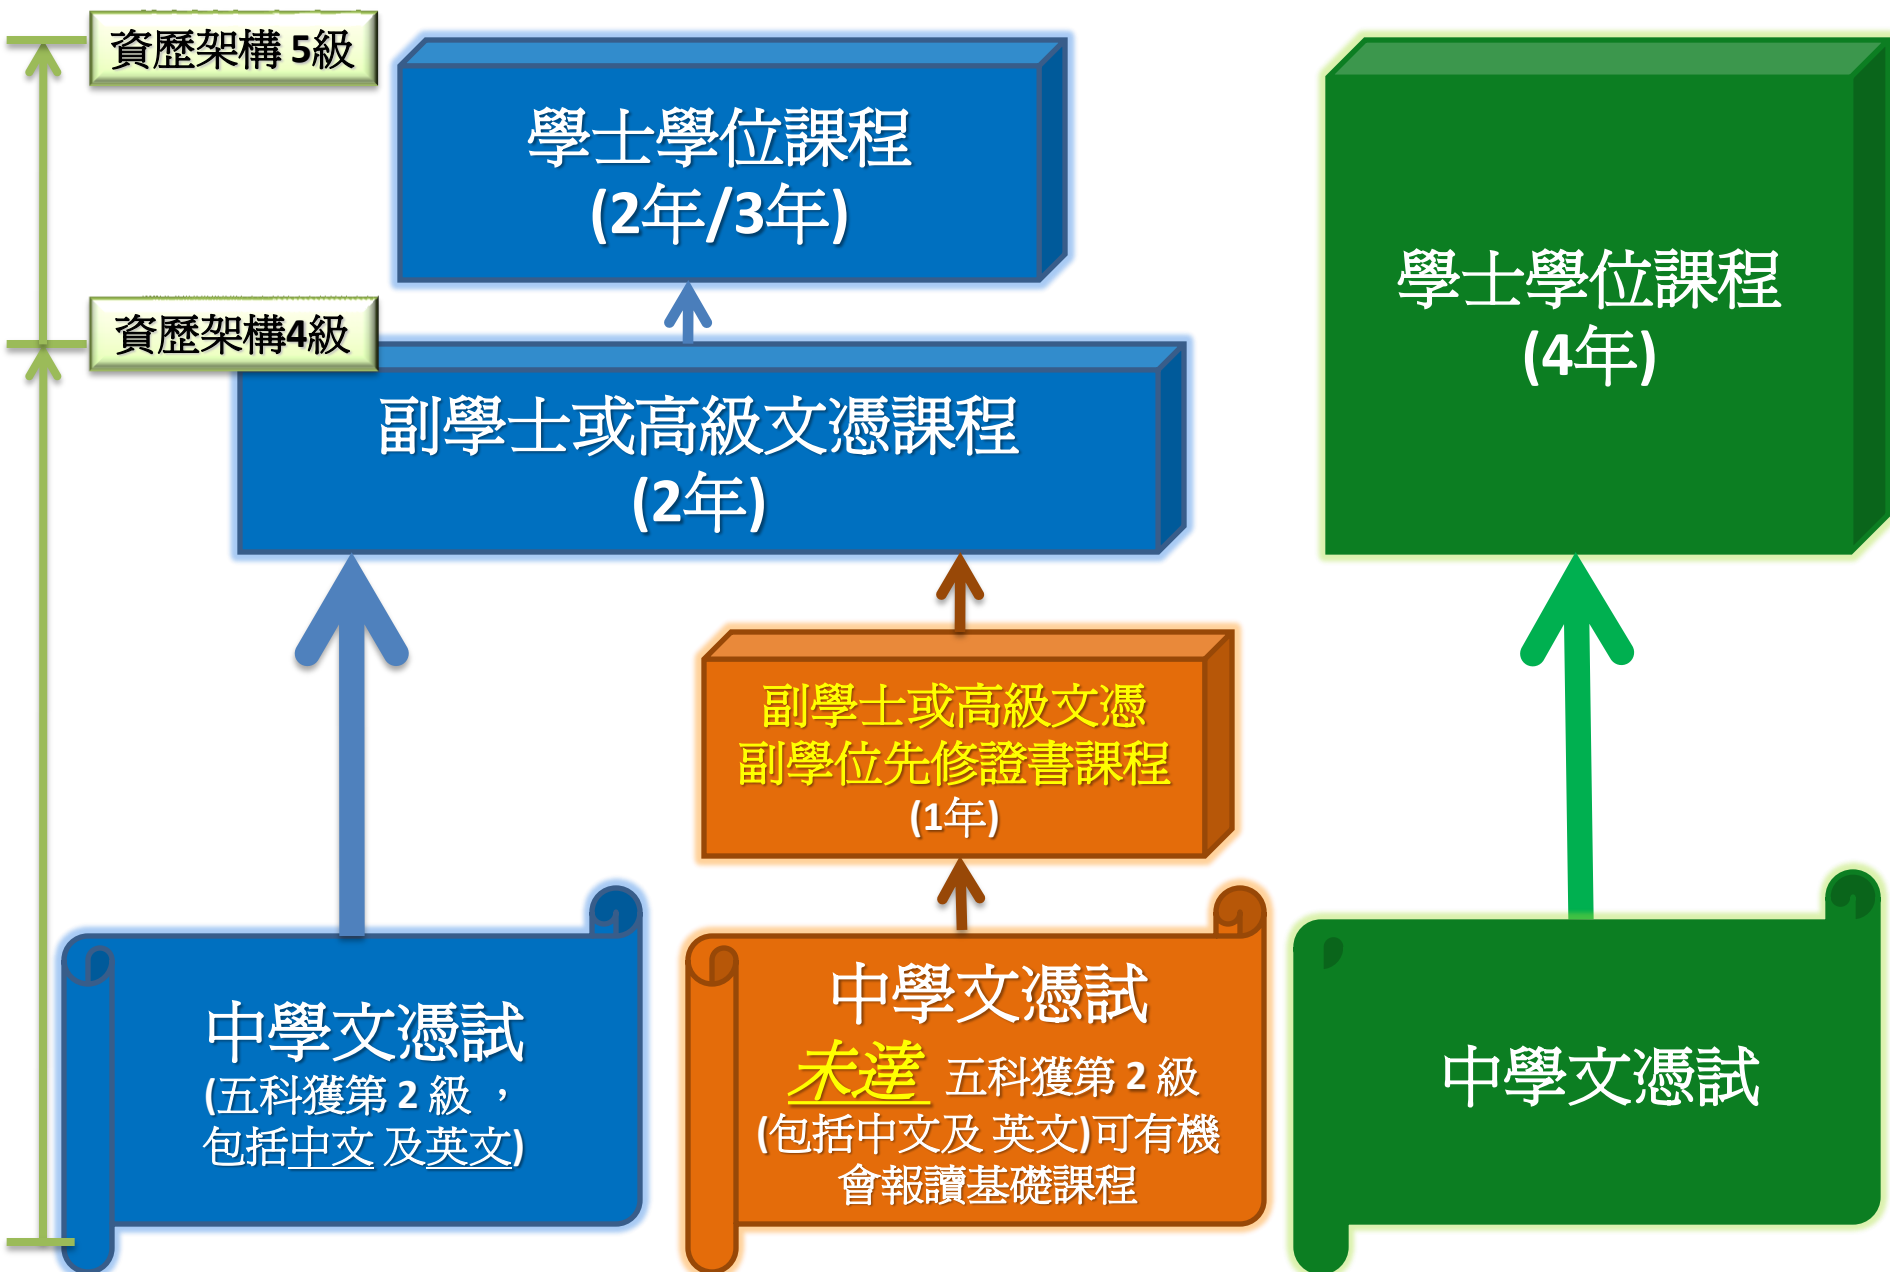 資歷架構 5級
學士學位課程
(2年/3年)
學士學位課程
(4年)
資歷架構4級
副學士或高級文憑課程
(2年)
副學士或高級文憑
副學位先修證書課程
(1年)
中學文憑試
(五科獲第 2 級 ，
包括中文 及英文)
中學文憑試
未達 五科獲第 2 級
(包括中文及 英文)可有機
會報讀基礎課程
中學文憑試